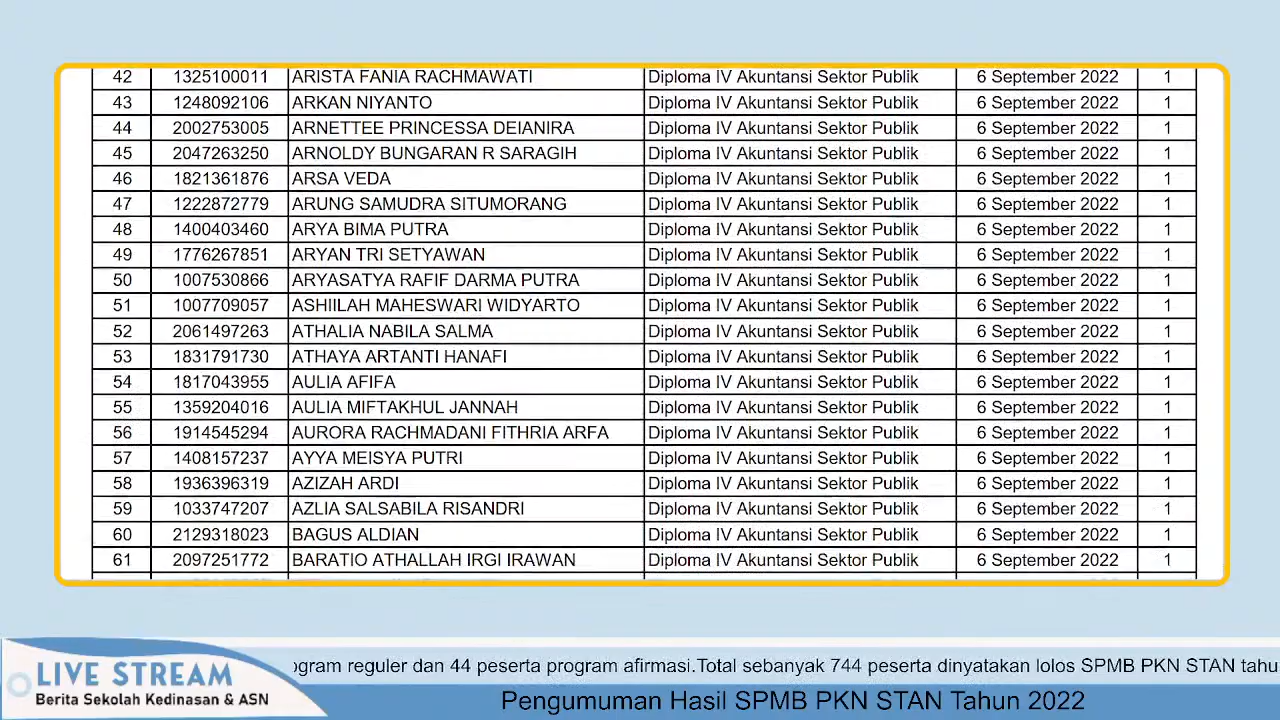 42 1325100011 ARISTA FANIA RACHMAWATI Diploma IV Akuntansi Sektor Publik 6 September 2022 1
43 1248092106 ARKAN NIYANTO Diploma IV Akuntansi Sektor Publik 6 September 2022 1
44 2002753005 ARNETTEE PRINCESSA DEIANIRA Diploma IV Akuntansi Sektor Publik 6 September 2022 1
45 2047263250 ARNOLDY BUNGARAN R SARAGIH Diploma IV Akuntansi Sektor Publik 6 September 2022 1
46 1821361876 ARSA VEDA Diploma IV Akuntansi Sektor Publik 6 September 2022 1
47 1222872779 ARUNG SAMUDRA SITUMORANG Diploma IV Akuntansi Sektor Publik 6 September 2022 1
48 1400403460 ARYA BIMA PUTRA Diploma IV Akuntansi Sektor Publik 6 September 2022 1
49 1776267851 ARYAN TRI SETYAWAN Diploma IV Akuntansi Sektor Publik 6 September 2022 1
50 1007530866 ARYASATYA RAFIF DARMA PUTRA Diploma IV Akuntansi Sektor Publik 6 September 2022 1
51 1007709057 ASHIILAH MAHESWARI WIDYARTO Diploma IV Akuntansi Sektor Publik 6 September 2022 1
52 2061497263 ATHALIA NABILA SALMA Diploma IV Akuntansi Sektor Publik 6 September 2022 1
53 1831791730 ATHAYA ARTANTI HANAFI Diploma IV Akuntansi Sektor Publik 6 September 2022 1
54 1817043955 AULIA AFIFA Diploma IV Akuntansi Sektor Publik 6 September 2022 1
55 1359204016 AULIA MIFTAKHUL JANNAH Diploma IV Akuntansi Sektor Publik 6 September 2022 1
56 1914545294 AURORA RACHMADANI FITHRIA ARFA Diploma IV Akuntansi Sektor Publik 6 September 2022 1
57 1408157237 AYYA MEISYA PUTRI Diploma IV Akuntansi Sektor Publik 6 September 2022 1
58 1936396319 AZIZAH ARDI Diploma IV Akuntansi Sektor Publik 6 September 2022 1
59 1033747207 AZLIA SALSABILA RISANDRI Diploma IV Akuntansi Sektor Publik 6 September 2022 1
60 2129318023 BAGUS ALDIAN Diploma IV Akuntansi Sektor Publik 6 September 2022 1
61 2097251772 BARATIO ATHALLAH IRGI IRAWAN Diploma IV Akuntansi Sektor Publik 6 September 2022 1
LIVE STREAM
Berita Sekolah Kedinasan & ASN
ogram reguler dan 44 peserta program afirmasi.Total sebanyak 744 peserta dinyatakan lolos SPMB PKN STAN tahu
Pengumuman Hasil SPMB PKN STAN Tahun 2022